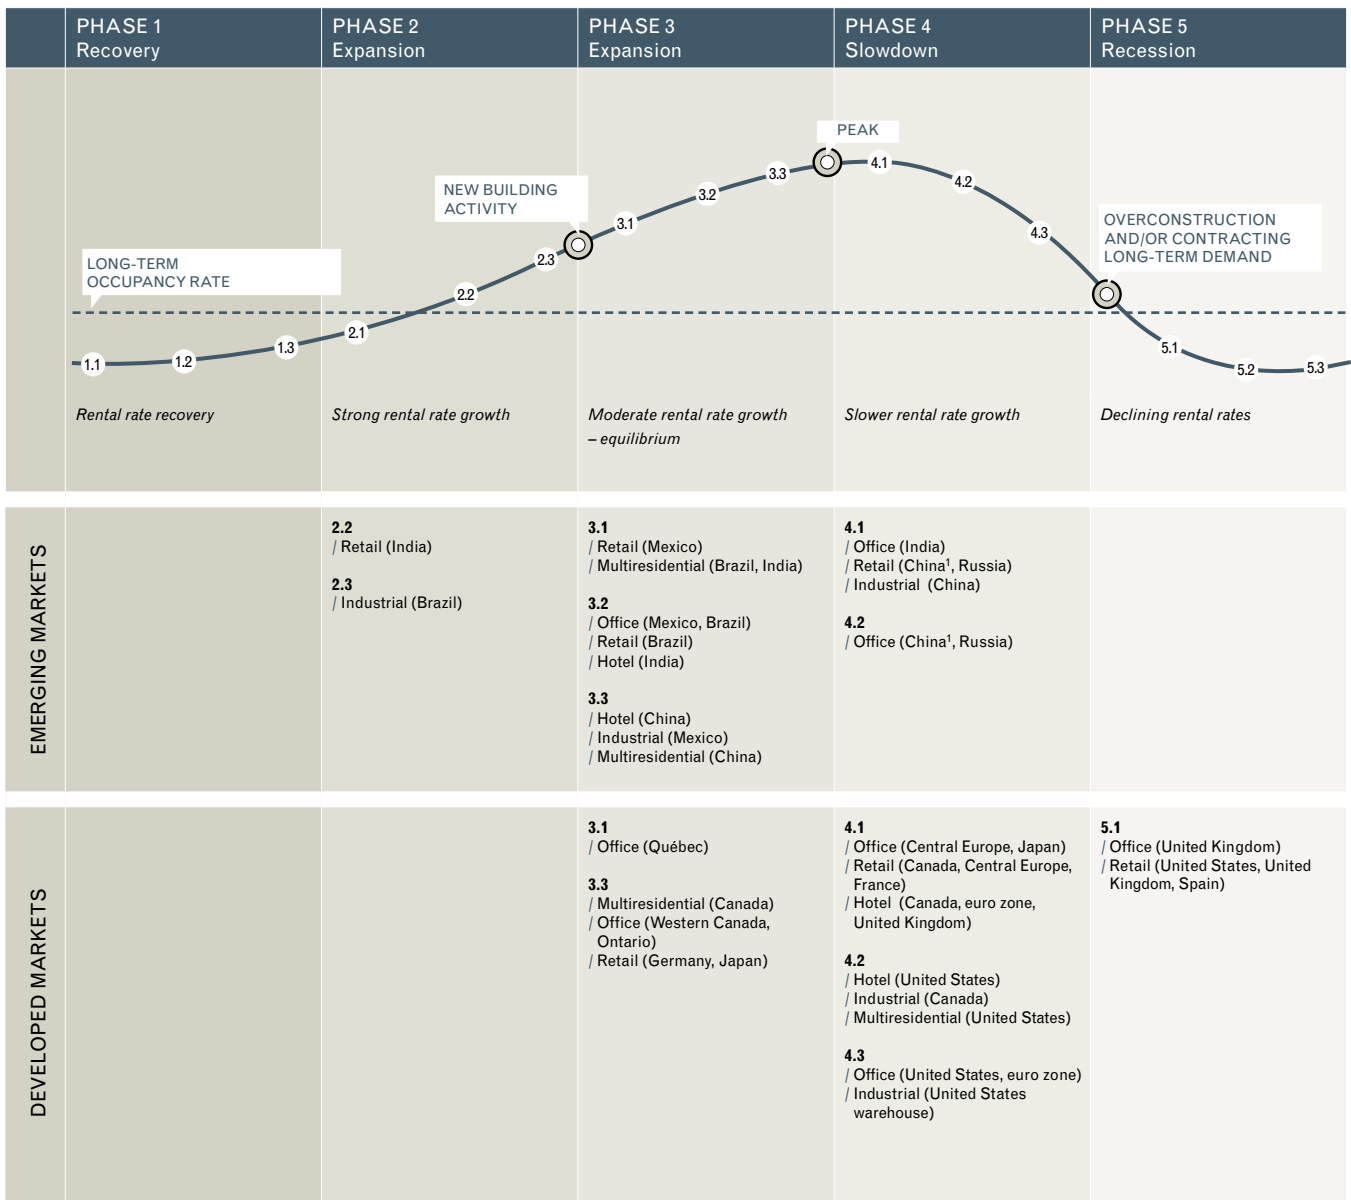 PHASE 1
Recovery
PHASE 2
Expansion
PHASE 3
Expansion
PHASE 4
Slowdown
PHASE 5
Recession
PEAK
NEW BUILDING
ACTIVITY
OVERCONSTRUCTION
AND/OR CONTRACTING
LONG-TERM DEMAND
LONG-TERM
OCCUPANCY RATE
1.1
1.2
1.3
2.1
2.2
2.3
3.1
3.2
3.3
4.1
4.2
4.3
5.1
5.2
5.3
Rental rate recovery
Strong rental rate growth
Moderate rental rate growth
– equilibrium
Slower rental rate growth
Declining rental rates
EMERGING MARKETS
2.2
/ Retail (India)
2.3
/ Industrial (Brazil)
3.1
/ Retail (Mexico)
/ Multiresidential (Brazil, India)
3.2
/ Office (Mexico, Brazil)
/ Retail (Brazil)
/ Hotel (India)
3.3
/ Hotel (China)
/ Industrial (Mexico)
/ Multiresidential (China)
4.1
/ Office (India)
/ Retail (China¹, Russia)
/ Industrial (China)
4.2
/ Office (China¹, Russia)
DEVELOPED MARKETS
3.1
/ Office (Québec)
3.3
/ Multiresidential (Canada)
/ Office (Western Canada,
Ontario)
/ Retail (Germany, Japan)
4.1
/ Office (Central Europe, Japan)
/ Retail (Canada, Central Europe,
France)
/ Hotel (Canada, euro zone,
United Kingdom)
4.2
/ Hotel (United States)
/ Industrial (Canada)
/ Multiresidential (United States)
4.3
/ Office (United States, euro zone)
/ Industrial (United States
warehouse)
5.1
/ Office (United Kingdom)
/ Retail (United States, United
Kingdom, Spain)